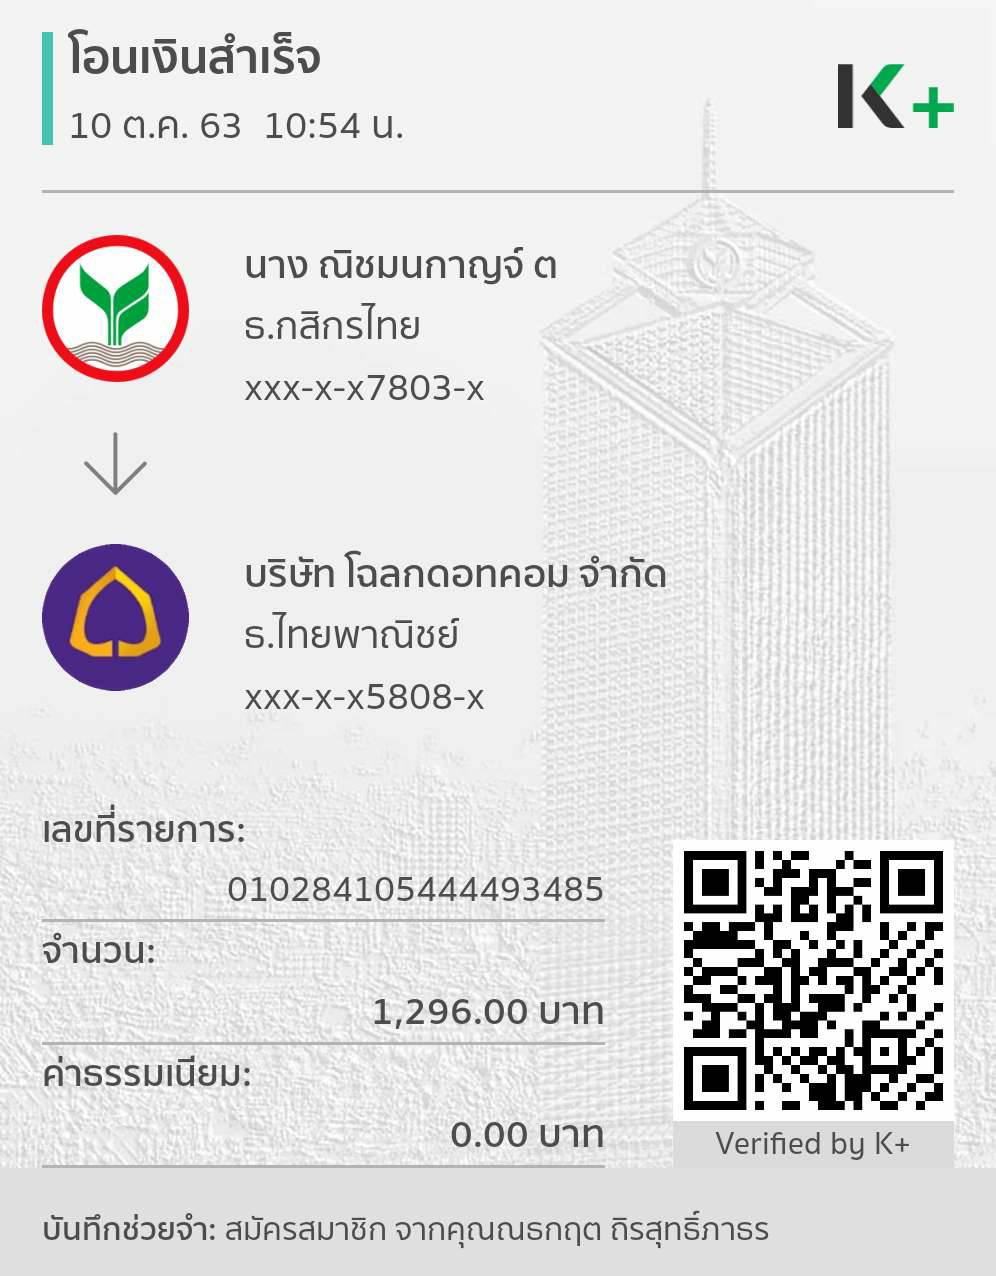 โอนเงินสำเร็จ
10 ต.ค. 63 10:54 น.
K+
นาง ณิชมนกาญจ์ ต
ธ.กสิกรไทย
xxx-x-x7803-x
บริษัท โฉลกดอทคอม จำกัด
ธ.ไทยพาณิชย์
xxx-x-x5808-x
เลขที่รายการ:
010284105444493485
จำนวน:
1,296.00 บาท
ค่าธรรมเนียม:
0.00 บาท
Verified by K+
บันทึกช่วยจำ: สมัครสมาชิก จากคุณณธกฤต ถิรสุทธิ์ภาธร